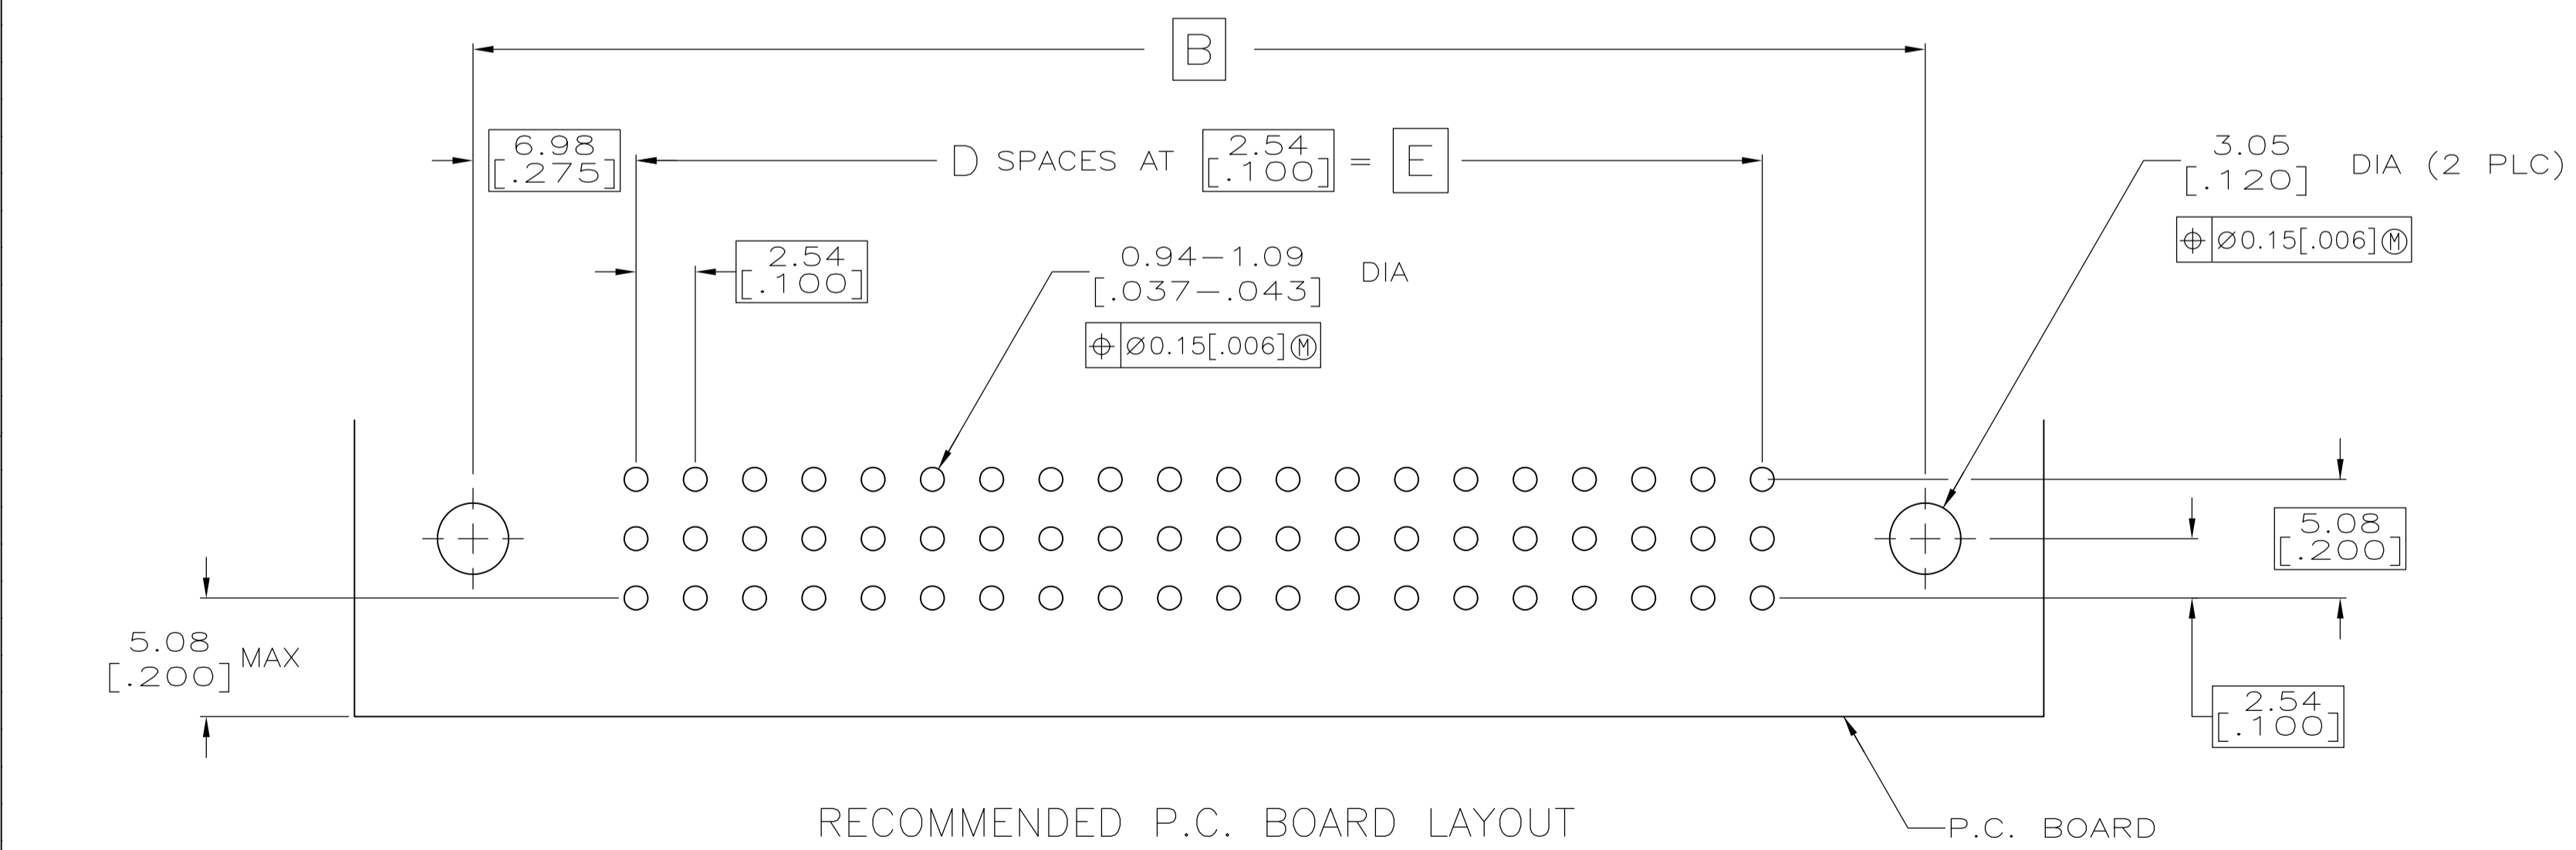 B
6.98
[.275]
D SPACES AT 2.54 [.100] = E
3.05
[.120] DIA (2 PLC)
⌖ Ø0.15[.006]Ⓜ
2.54
[.100]
0.94-1.09
[.037-.043] DIA
⌖ Ø0.15[.006]Ⓜ
5.08
[.200]
5.08
[.200] MAX
2.54
[.100]
RECOMMENDED P.C. BOARD LAYOUT
P.C. BOARD